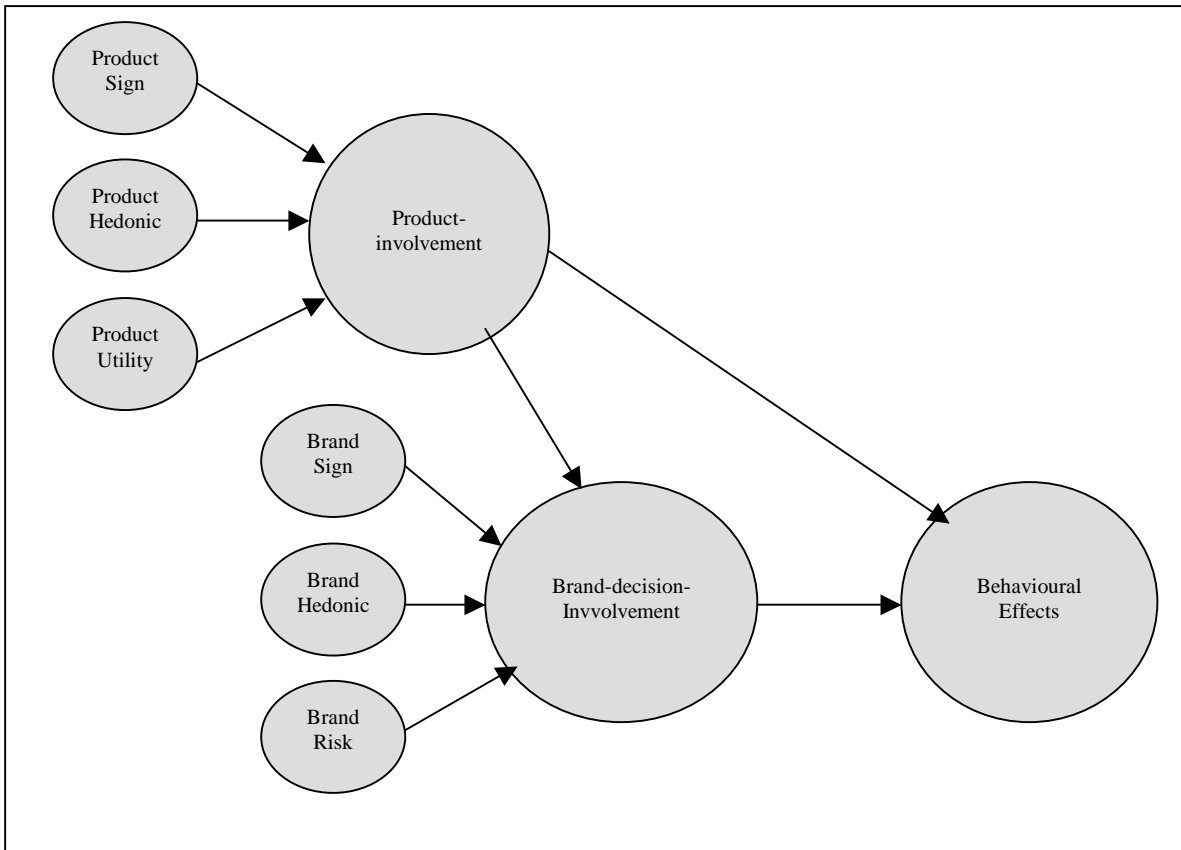 Product
Sign
Product
Hedonic
Product
Utility
Product-
involvement
Brand
Sign
Brand
Hedonic
Brand
Risk
Brand-decision-
Invvolvement
Behavioural
Effects